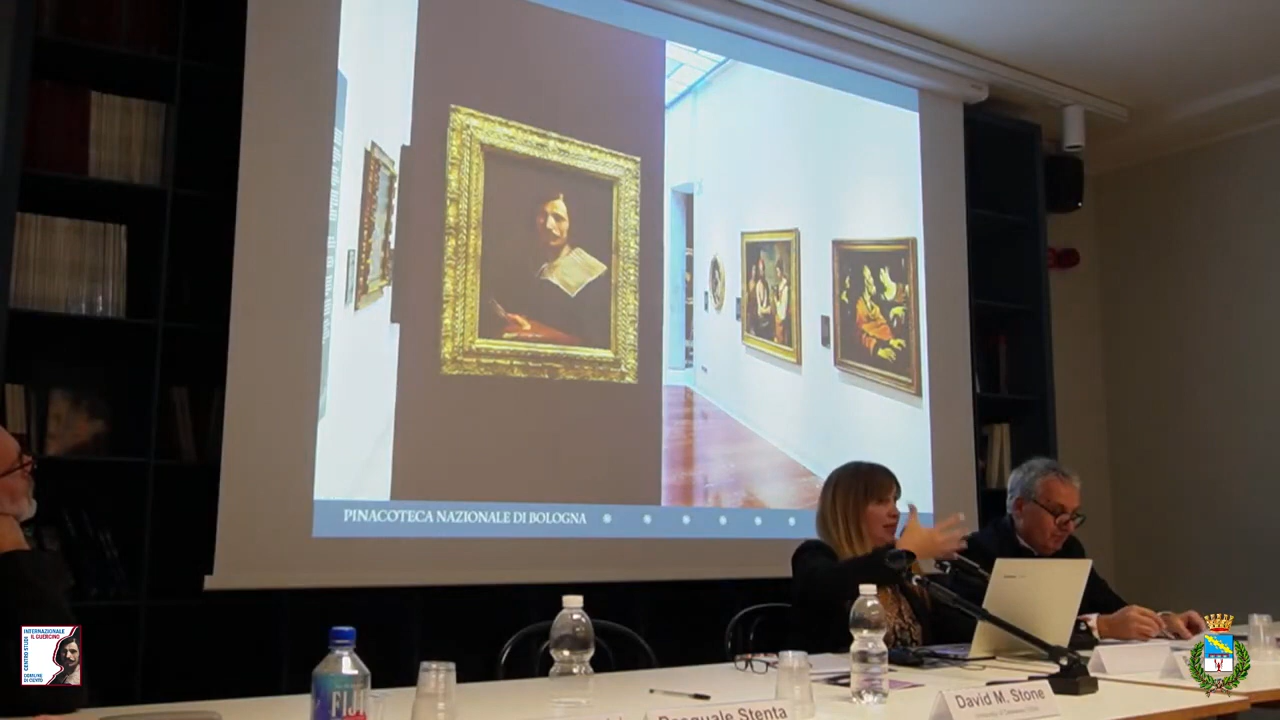 PINACOTECA NAZIONALE DI BOLOGNA
INTERNAZIONALE
IL GUERCINO
CENTRO STUDI
COMUNE
DI CENTO
FIJI
Pasquale Stenta
David M. Stone